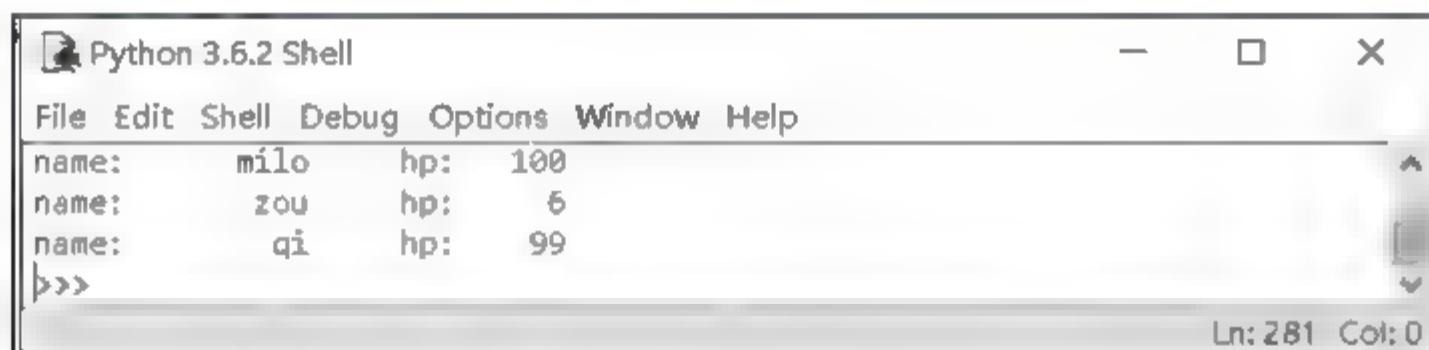 Python 3.6.2 Shell
File Edit Shell Debug Options Window Help
name:       milo     hp:   100
name:        zou     hp:     6
name:         qi     hp:    99
>>>
Ln: 281 Col: 0